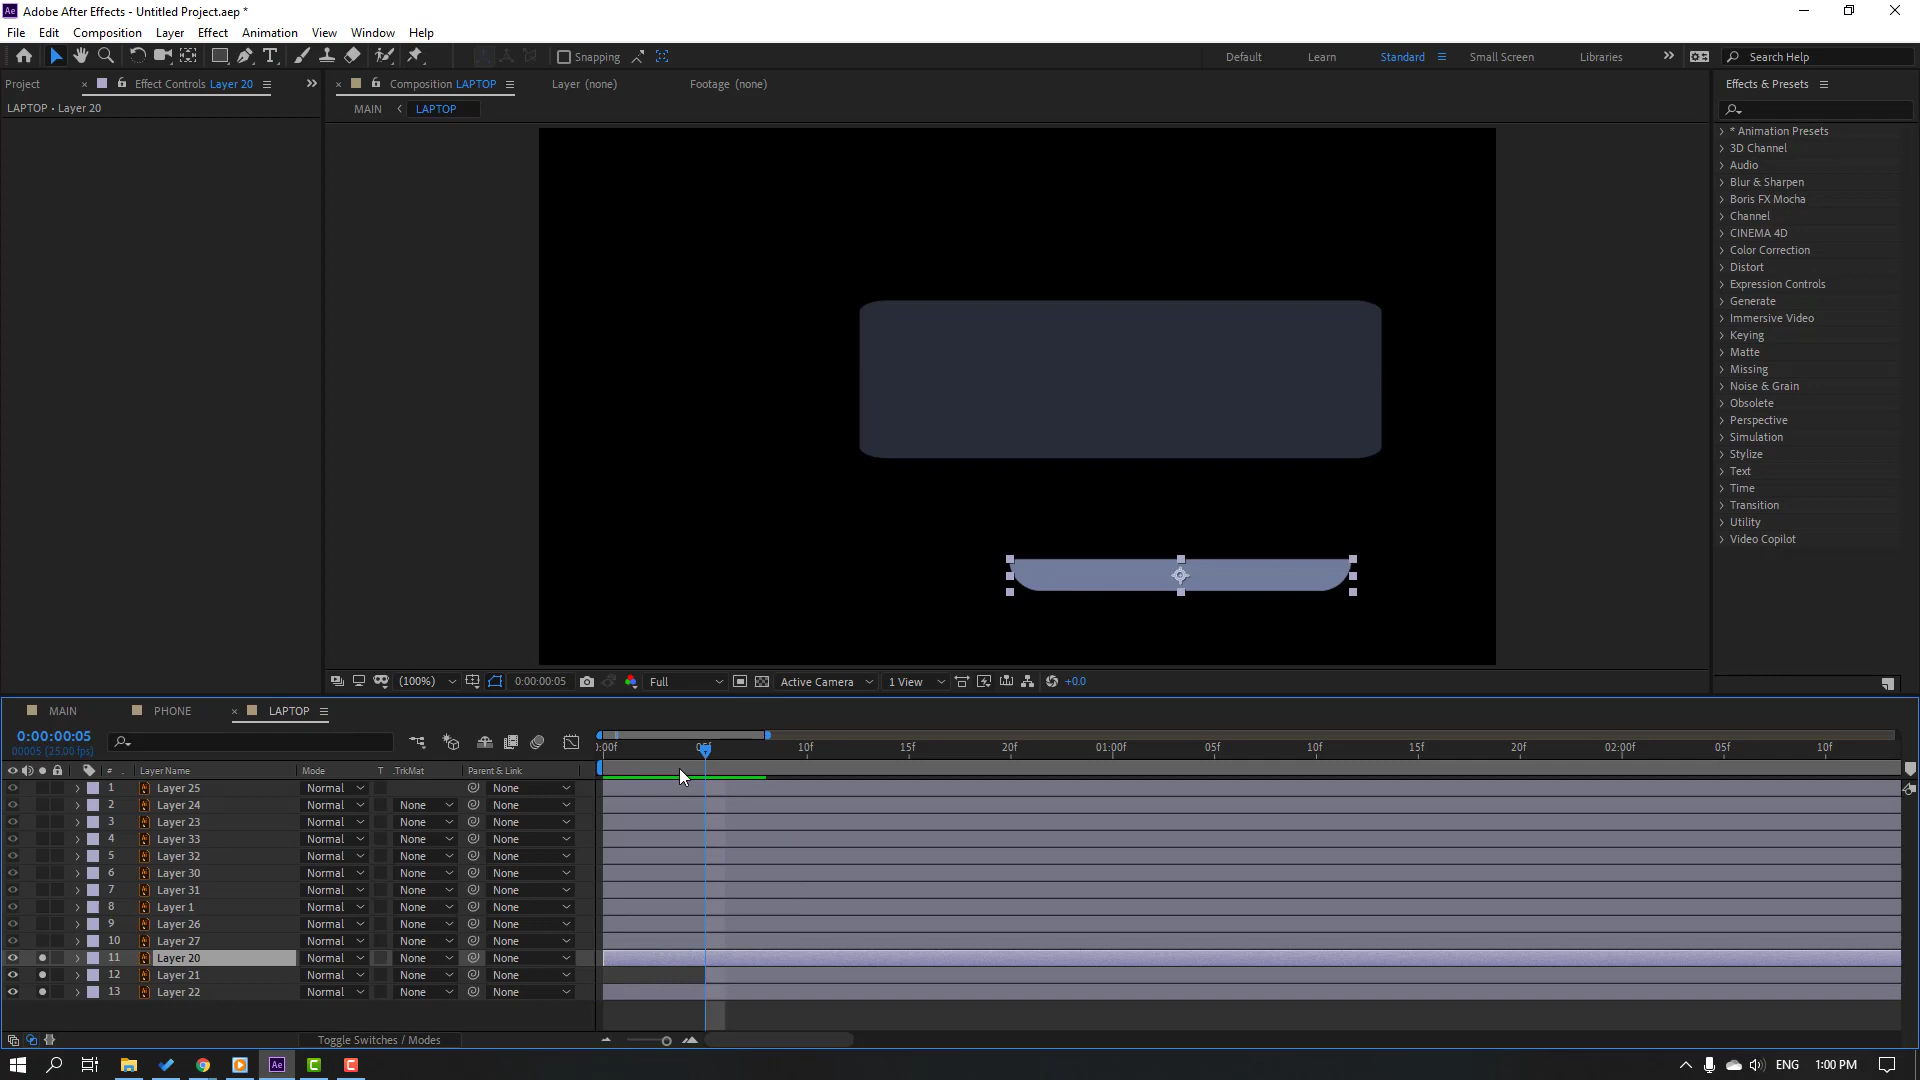 Adobe After Effects - Untitled Project.aep *
File Edit Composition Layer Effect Animation View Window Help
Snapping Default Learn Standard Small Screen Libraries Search Help
Project Effect Controls Layer 20 Composition LAPTOP Layer (none) Footage (none) Effects & Presets
LAPTOP • Layer 20 MAIN LAPTOP
* Animation Presets
3D Channel
Audio
Blur & Sharpen
Boris FX Mocha
Channel
CINEMA 4D
Color Correction
Distort
Expression Controls
Generate
Immersive Video
Keying
Matte
Missing
Noise & Grain
Obsolete
Perspective
Simulation
Stylize
Text
Time
Transition
Utility
Video Copilot
(100%) 0:00:00:05 Full Active Camera 1 View +0.0
MAIN PHONE LAPTOP
0:00:00:05
00005 (25.00 fps)
0:00f 05f 10f 15f 20f 01:00f 05f 10f 15f 20f 02:00f 05f 10f
# Layer Name Mode T .TrkMat Parent & Link
1 Layer 25 Normal None
2 Layer 24 Normal None None
3 Layer 23 Normal None None
4 Layer 33 Normal None None
5 Layer 32 Normal None None
6 Layer 30 Normal None None
7 Layer 31 Normal None None
8 Layer 1 Normal None None
9 Layer 26 Normal None None
10 Layer 27 Normal None None
11 Layer 20 Normal None None
12 Layer 21 Normal None None
13 Layer 22 Normal None None
Toggle Switches / Modes
ENG 1:00 PM